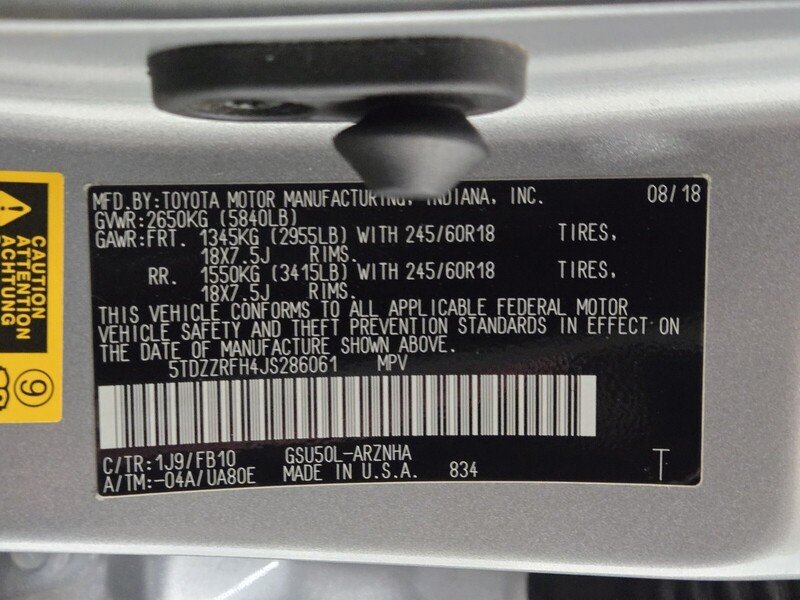 MFD.BY:TOYOTA MOTOR MANUFACTURING, INDIANA, INC. 08/18
GVWR:2650KG (5840LB)
GAWR:FRT. 1345KG (2955LB) WITH 245/60R18 TIRES,
18X7.5J RIMS.
RR. 1550KG (3415LB) WITH 245/60R18 TIRES,
18X7.5J RIMS.
THIS VEHICLE CONFORMS TO ALL APPLICABLE FEDERAL MOTOR
VEHICLE SAFETY AND THEFT PREVENTION STANDARDS IN EFFECT ON
THE DATE OF MANUFACTURE SHOWN ABOVE.
5TDZZRFH4JS286061 MPV
C/TR:1J9/FB10 GSU50L-ARZNHA
A/TM:-04A/UA80E MADE IN U.S.A. 834 T
CAUTION
ATTENTION
ACHTUNG
9